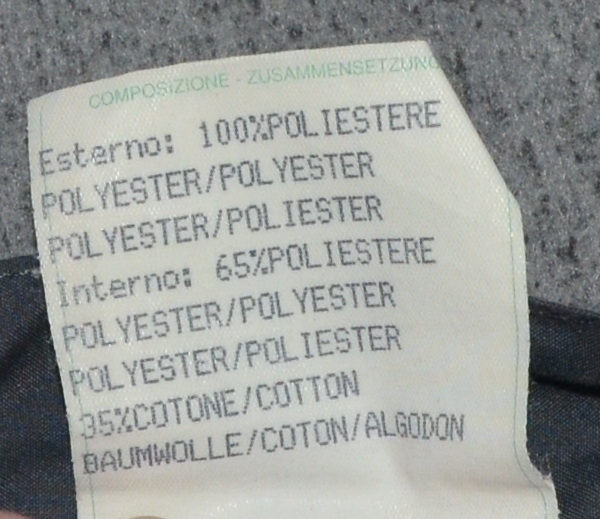 COMPOSIZIONE - ZUSAMMENSETZUNG
Esterno: 100%POLIESTERE
POLYESTER/POLYESTER
POLYESTER/POLIESTER
Interno: 65%POLIESTERE
POLYESTER/POLYESTER
POLYESTER/POLIESTER
35%COTONE/COTTON
BAUMWOLLE/COTON/ALGODON